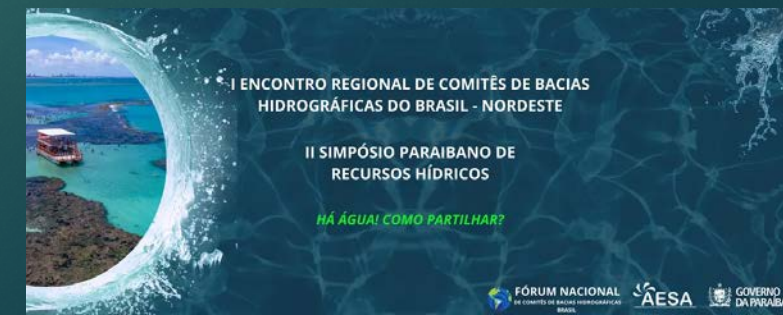 I ENCONTRO REGIONAL DE COMITÊS DE BACIAS
HIDROGRÁFICAS DO BRASIL - NORDESTE
II SIMPÓSIO PARAIBANO DE
RECURSOS HÍDRICOS
HÁ ÁGUA! COMO PARTILHAR?
FÓRUM NACIONAL
DE COMITÊS DE BACIAS HIDROGRÁFICAS
BRASIL
AESA
GOVERNO
DA PARAÍBA